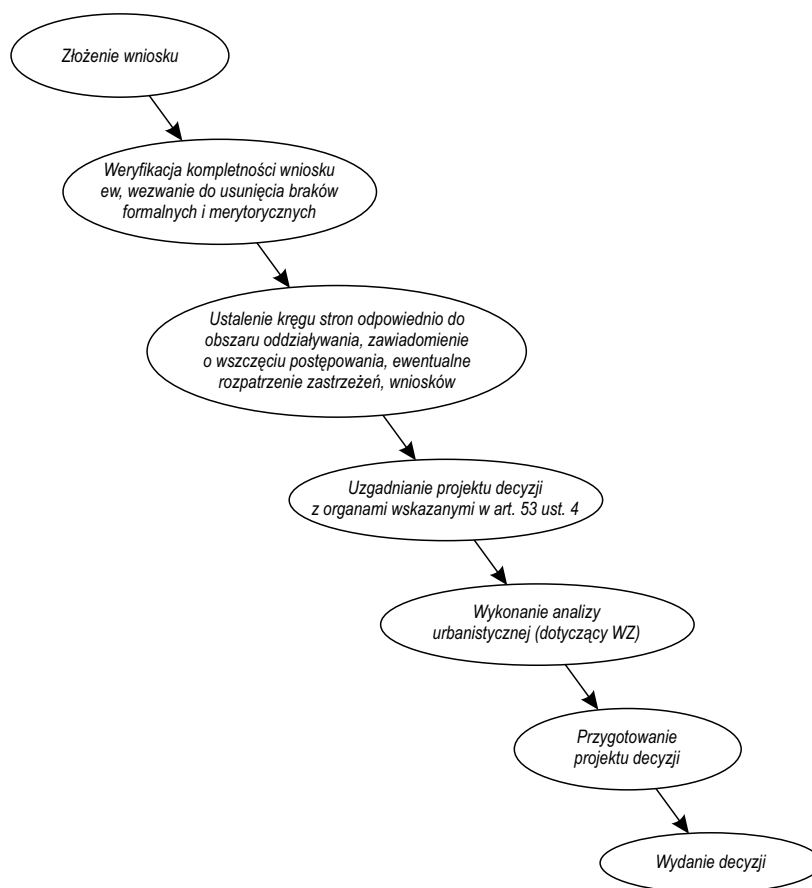 Złożenie wniosku
Weryfikacja kompletności wniosku
ew, wezwanie do usunięcia braków
formalnych i merytorycznych
Ustalenie kręgu stron odpowiednio do
obszaru oddziaływania, zawiadomienie
o wszczęciu postępowania, ewentualne
rozpatrzenie zastrzeżeń, wniosków
Uzgadnianie projektu decyzji
z organami wskazanymi w art. 53 ust. 4
Wykonanie analizy
urbanistycznej (dotyczący WZ)
Przygotowanie
projektu decyzji
Wydanie decyzji